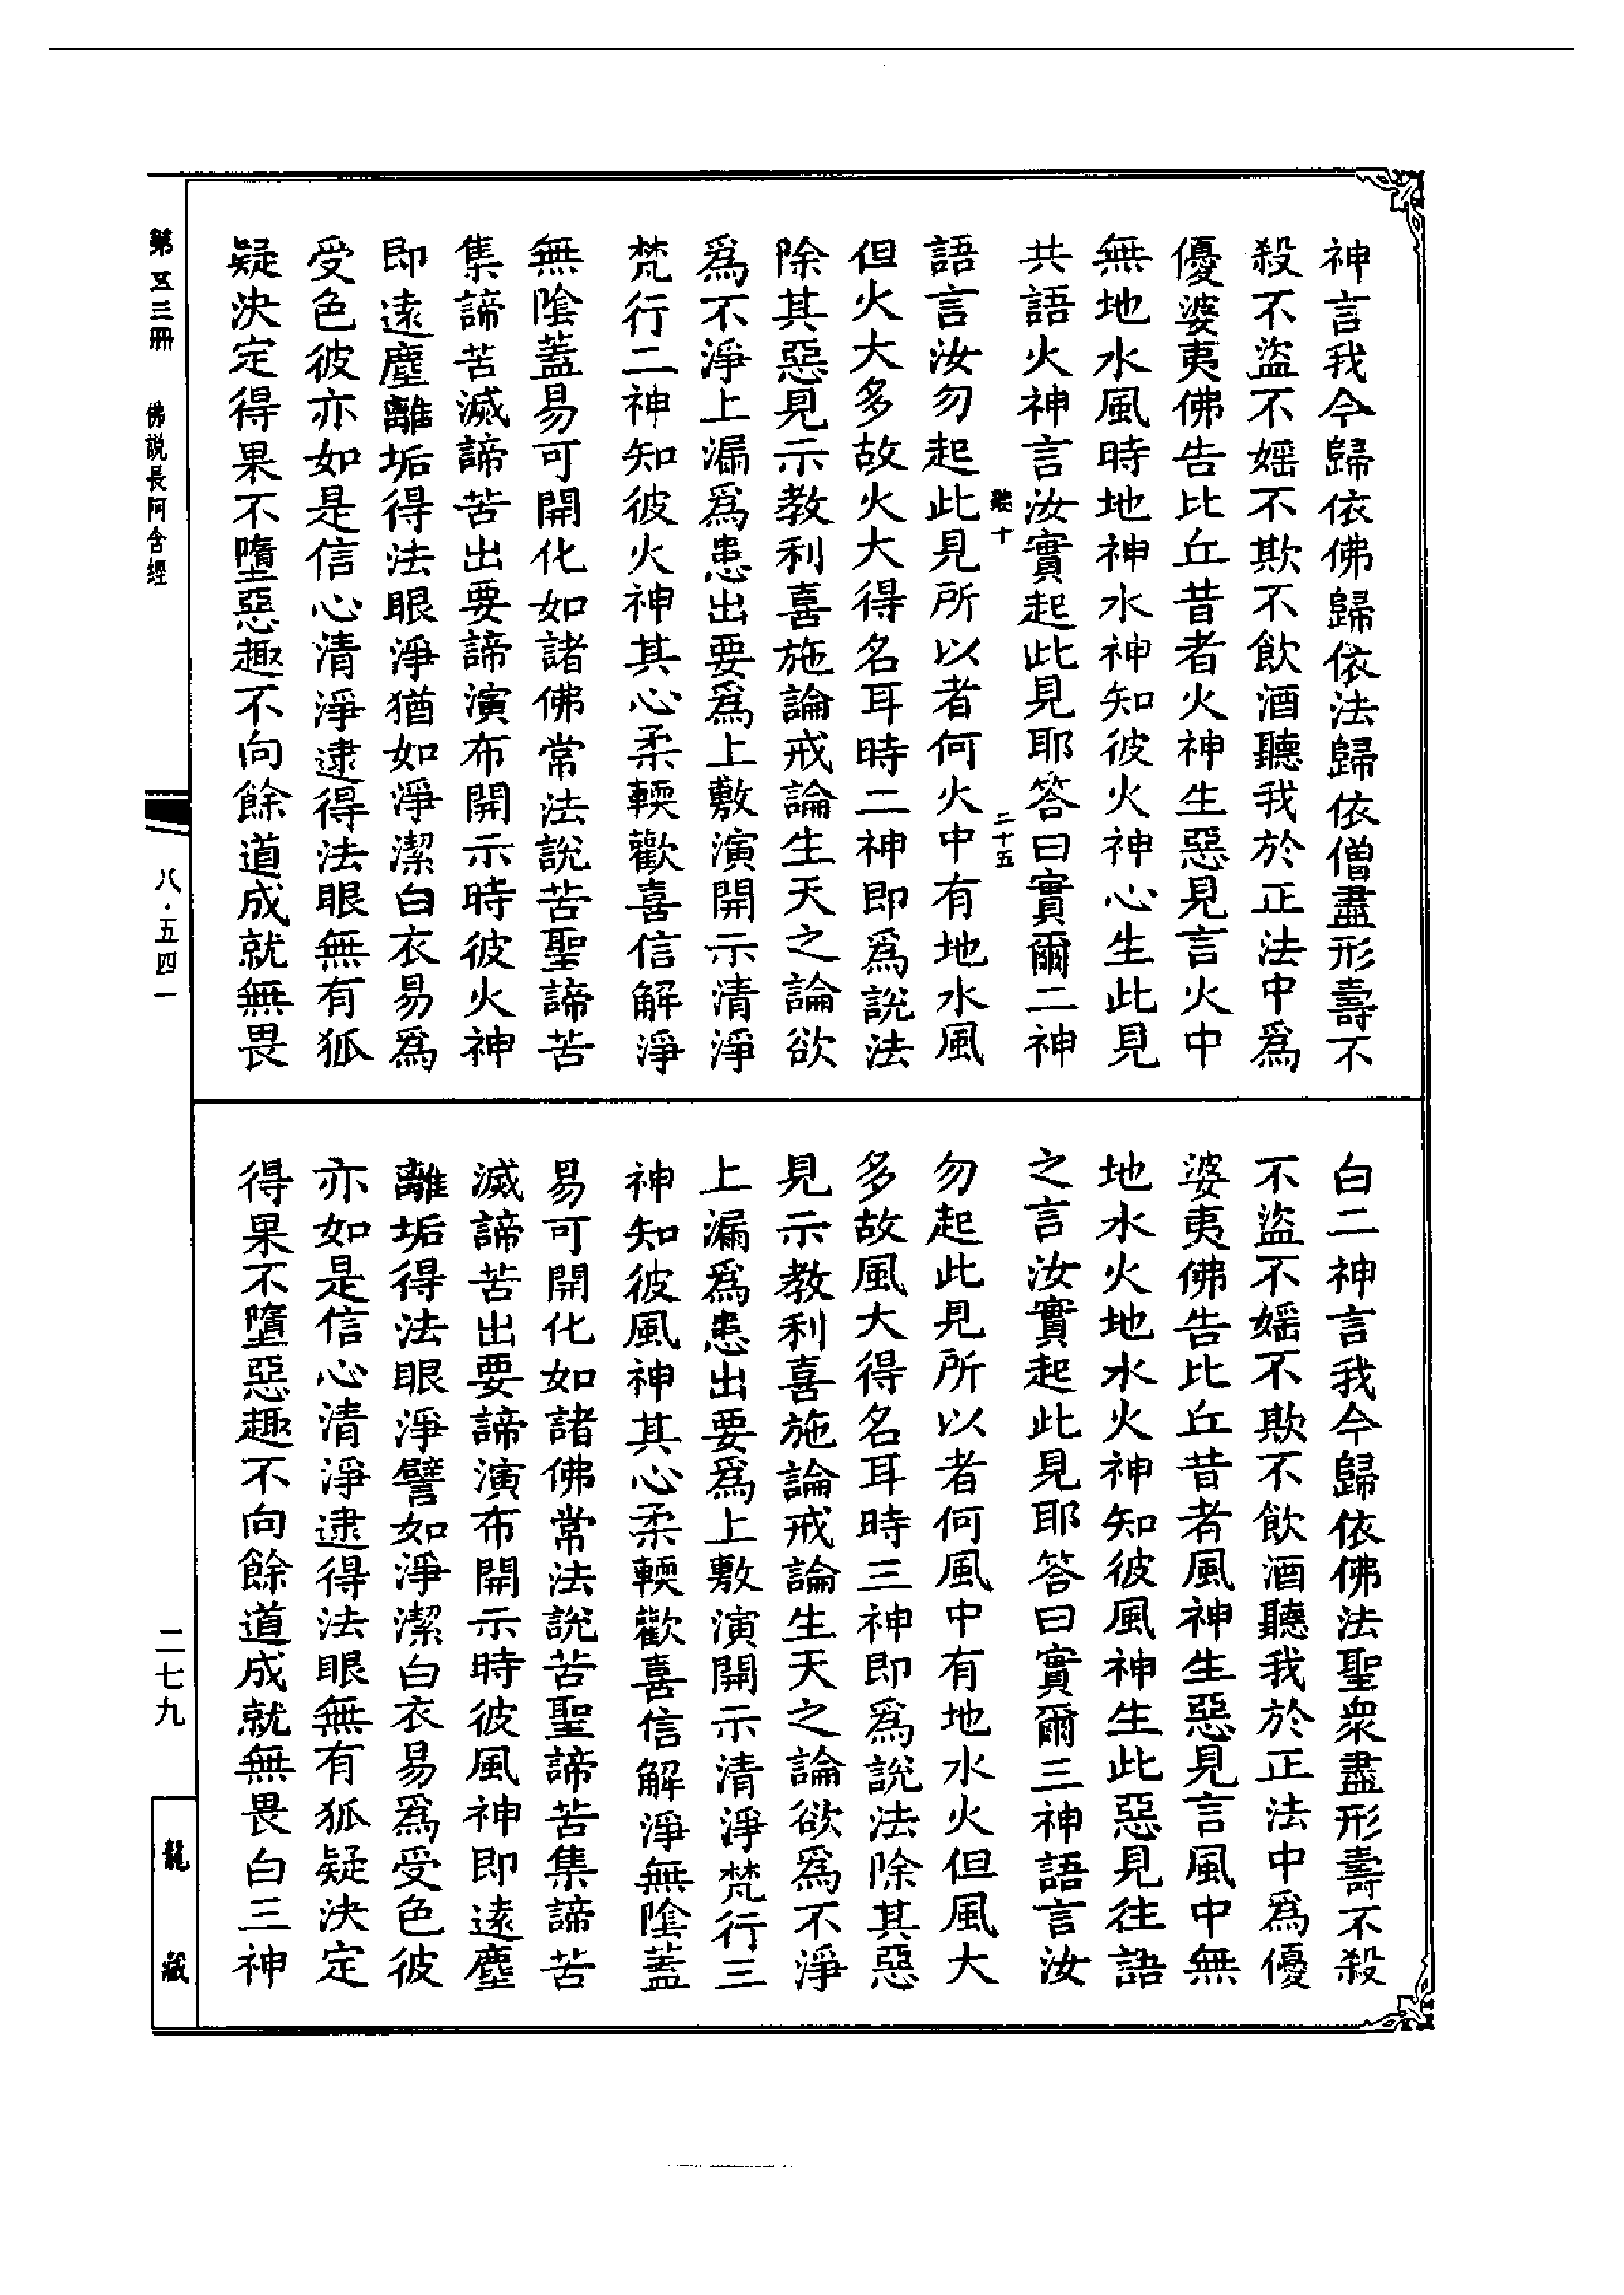 神言我今歸依佛歸依法歸依僧盡形壽不
殺不盜不婬不欺不飲酒聽我於正法中為
優婆夷佛告比丘昔者火神生惡見言火中
無地水風時地神水神知彼火神心生此見
共語火神言汝實起此見耶答曰實爾二神
二十五
語言汝勿起此見所以者何火中有地水風
但火大多故火大得名耳時二神即為說法
除其惡見示教利喜施論戒論生天之論欲
為不淨上漏為患出要為上敷演開示清淨
梵行二神知彼火神其心柔輭歡喜信解淨
無陰蓋易可開化如諸佛常法說苦聖諦苦
集諦苦滅諦苦出要諦演布開示時彼火神
即遠塵離垢得法眼淨猶如淨潔白衣易為
受色彼亦如是信心清淨逮得法眼無有狐
疑決定得果不墮惡趣不向餘道成就無畏
白二神言我今歸依佛法聖眾盡形壽不殺
不盜不婬不欺不飲酒聽我於正法中為優
婆夷佛告比丘昔者風神生惡見言風中無
地水火地水火神知彼風神生此惡見往語
之言汝實起此見耶答曰實爾三神語言汝
勿起此見所以者何風中有地水火但風大
多故風大得名耳時三神即為說法除其惡
見示教利喜施論戒論生天之論欲為不淨
上漏為患出要為上敷演開示清淨梵行三
神知彼風神其心柔輭歡喜信解淨無陰蓋
易可開化如諸佛常法說苦聖諦苦集諦苦
滅諦苦出要諦演布開示時彼風神即遠塵
離垢得法眼淨譬如淨潔白衣易為受色彼
亦如是信心清淨逮得法眼無有狐疑決定
得果不墮惡趣不向餘道成就無畏白三神
第五三冊 佛說長阿含經
八·五四一
二七九
龍藏